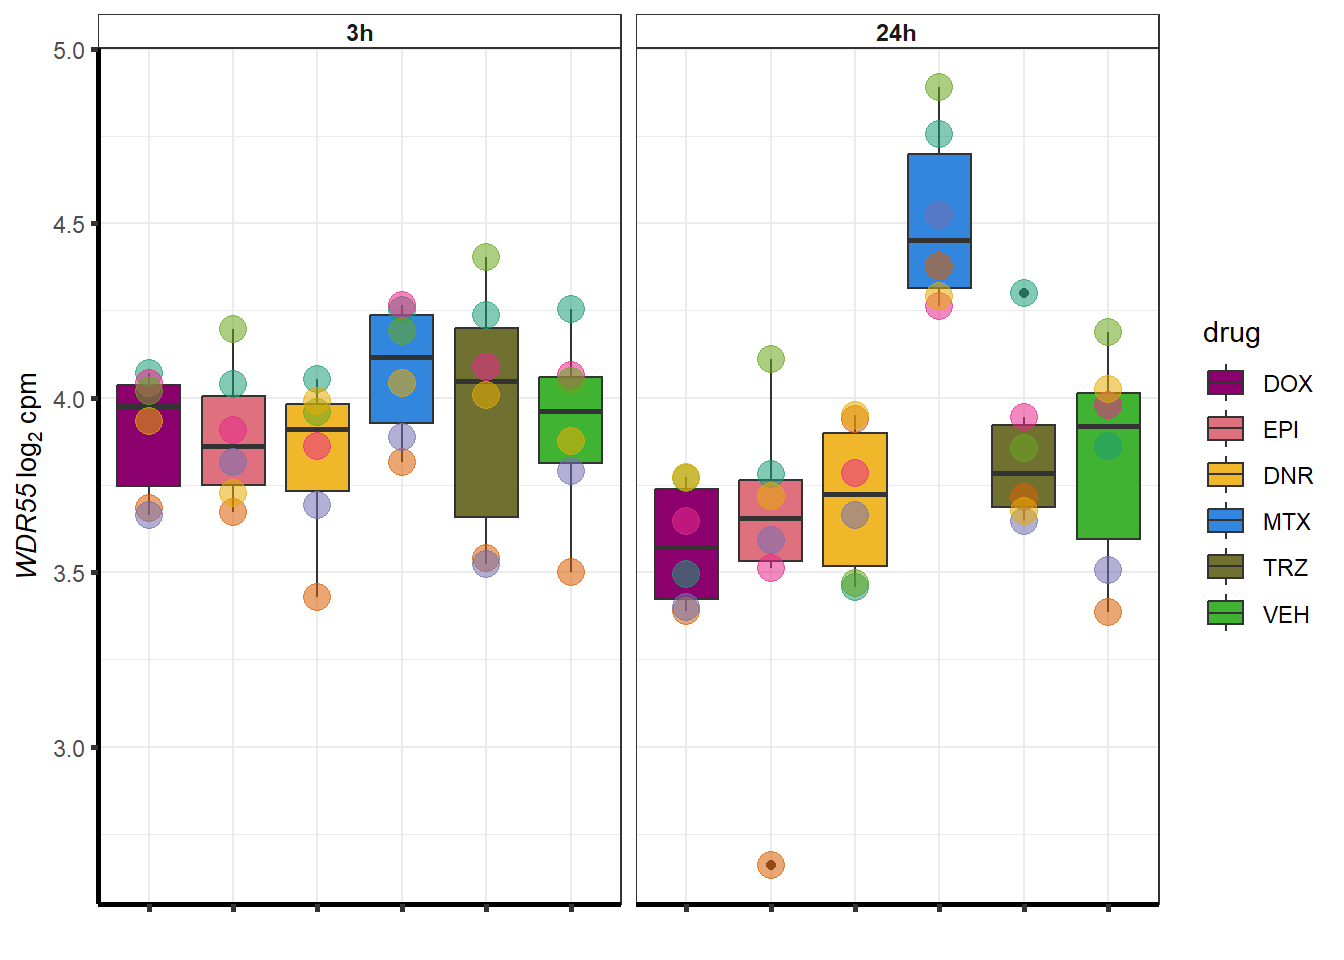 3h
24h
5.0
4.5
4.0
3.5
3.0
WDR55 log₂ cpm
drug
DOX
EPI
DNR
MTX
TRZ
VEH